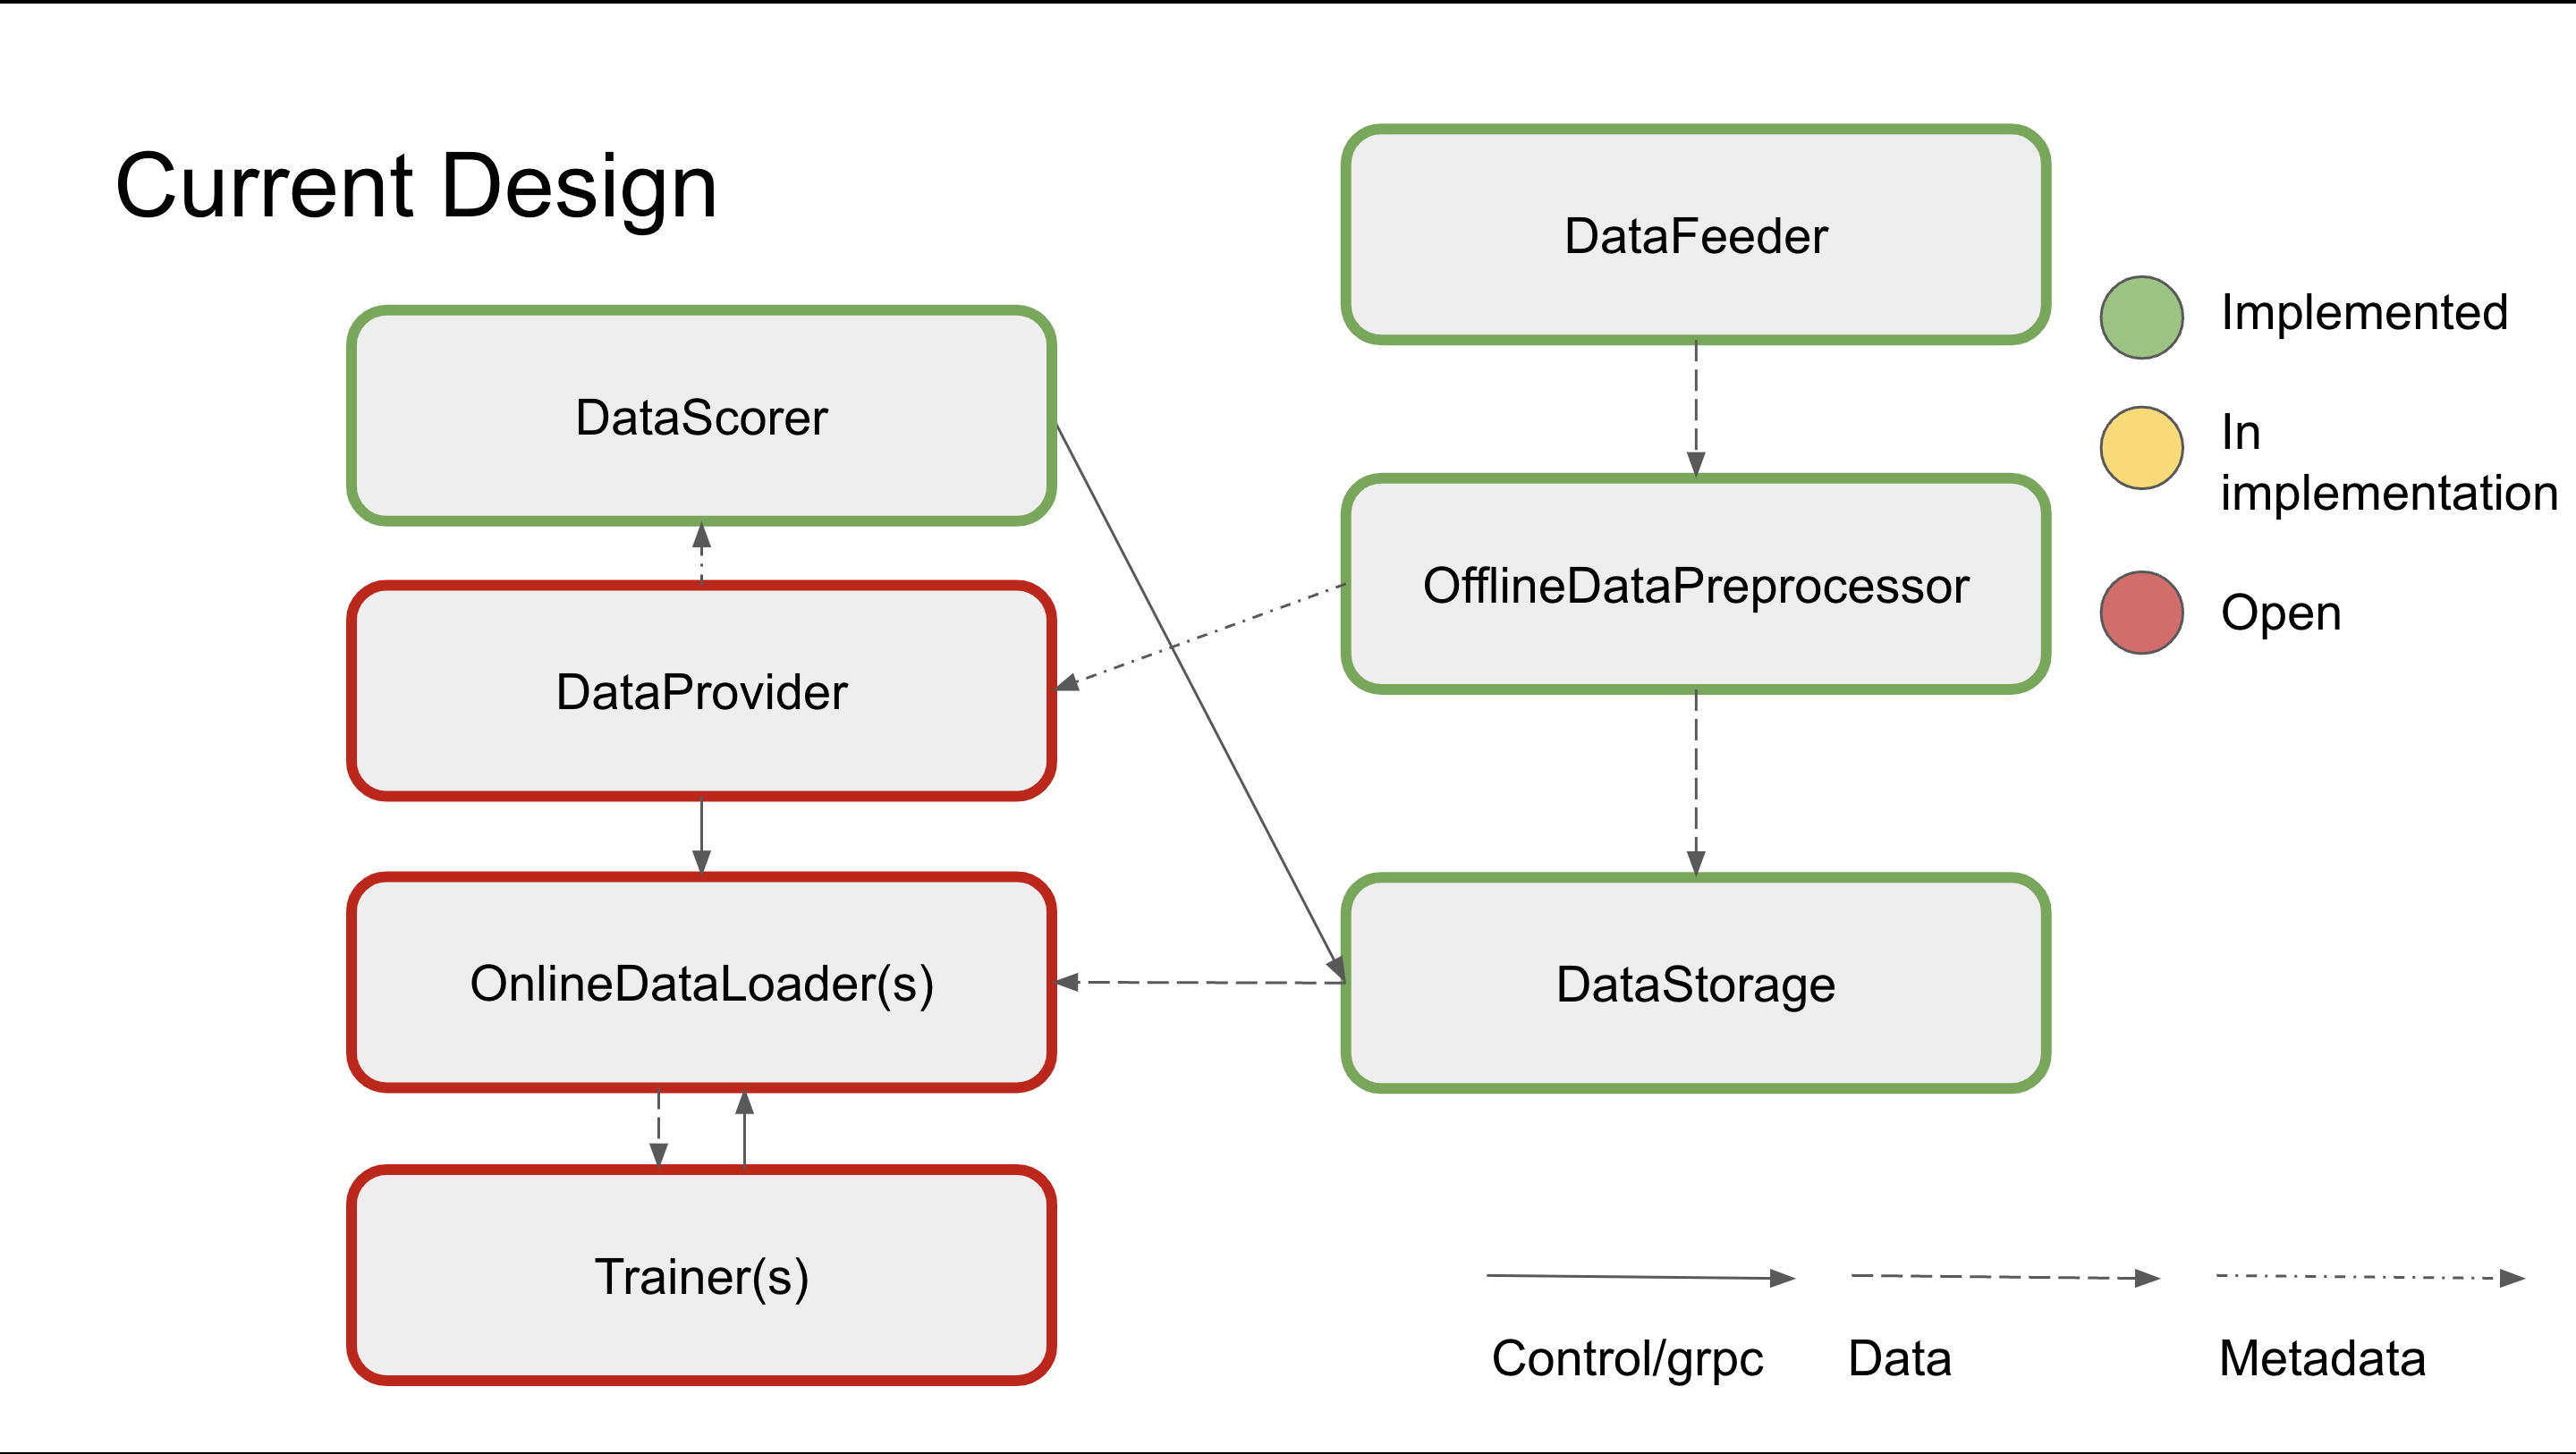 Current Design
DataFeeder
Implemented
DataScorer
In
implementation
OfflineDataPreprocessor
Open
DataProvider
OnlineDataLoader(s)
DataStorage
Trainer(s)
Control/grpc
Data
Metadata